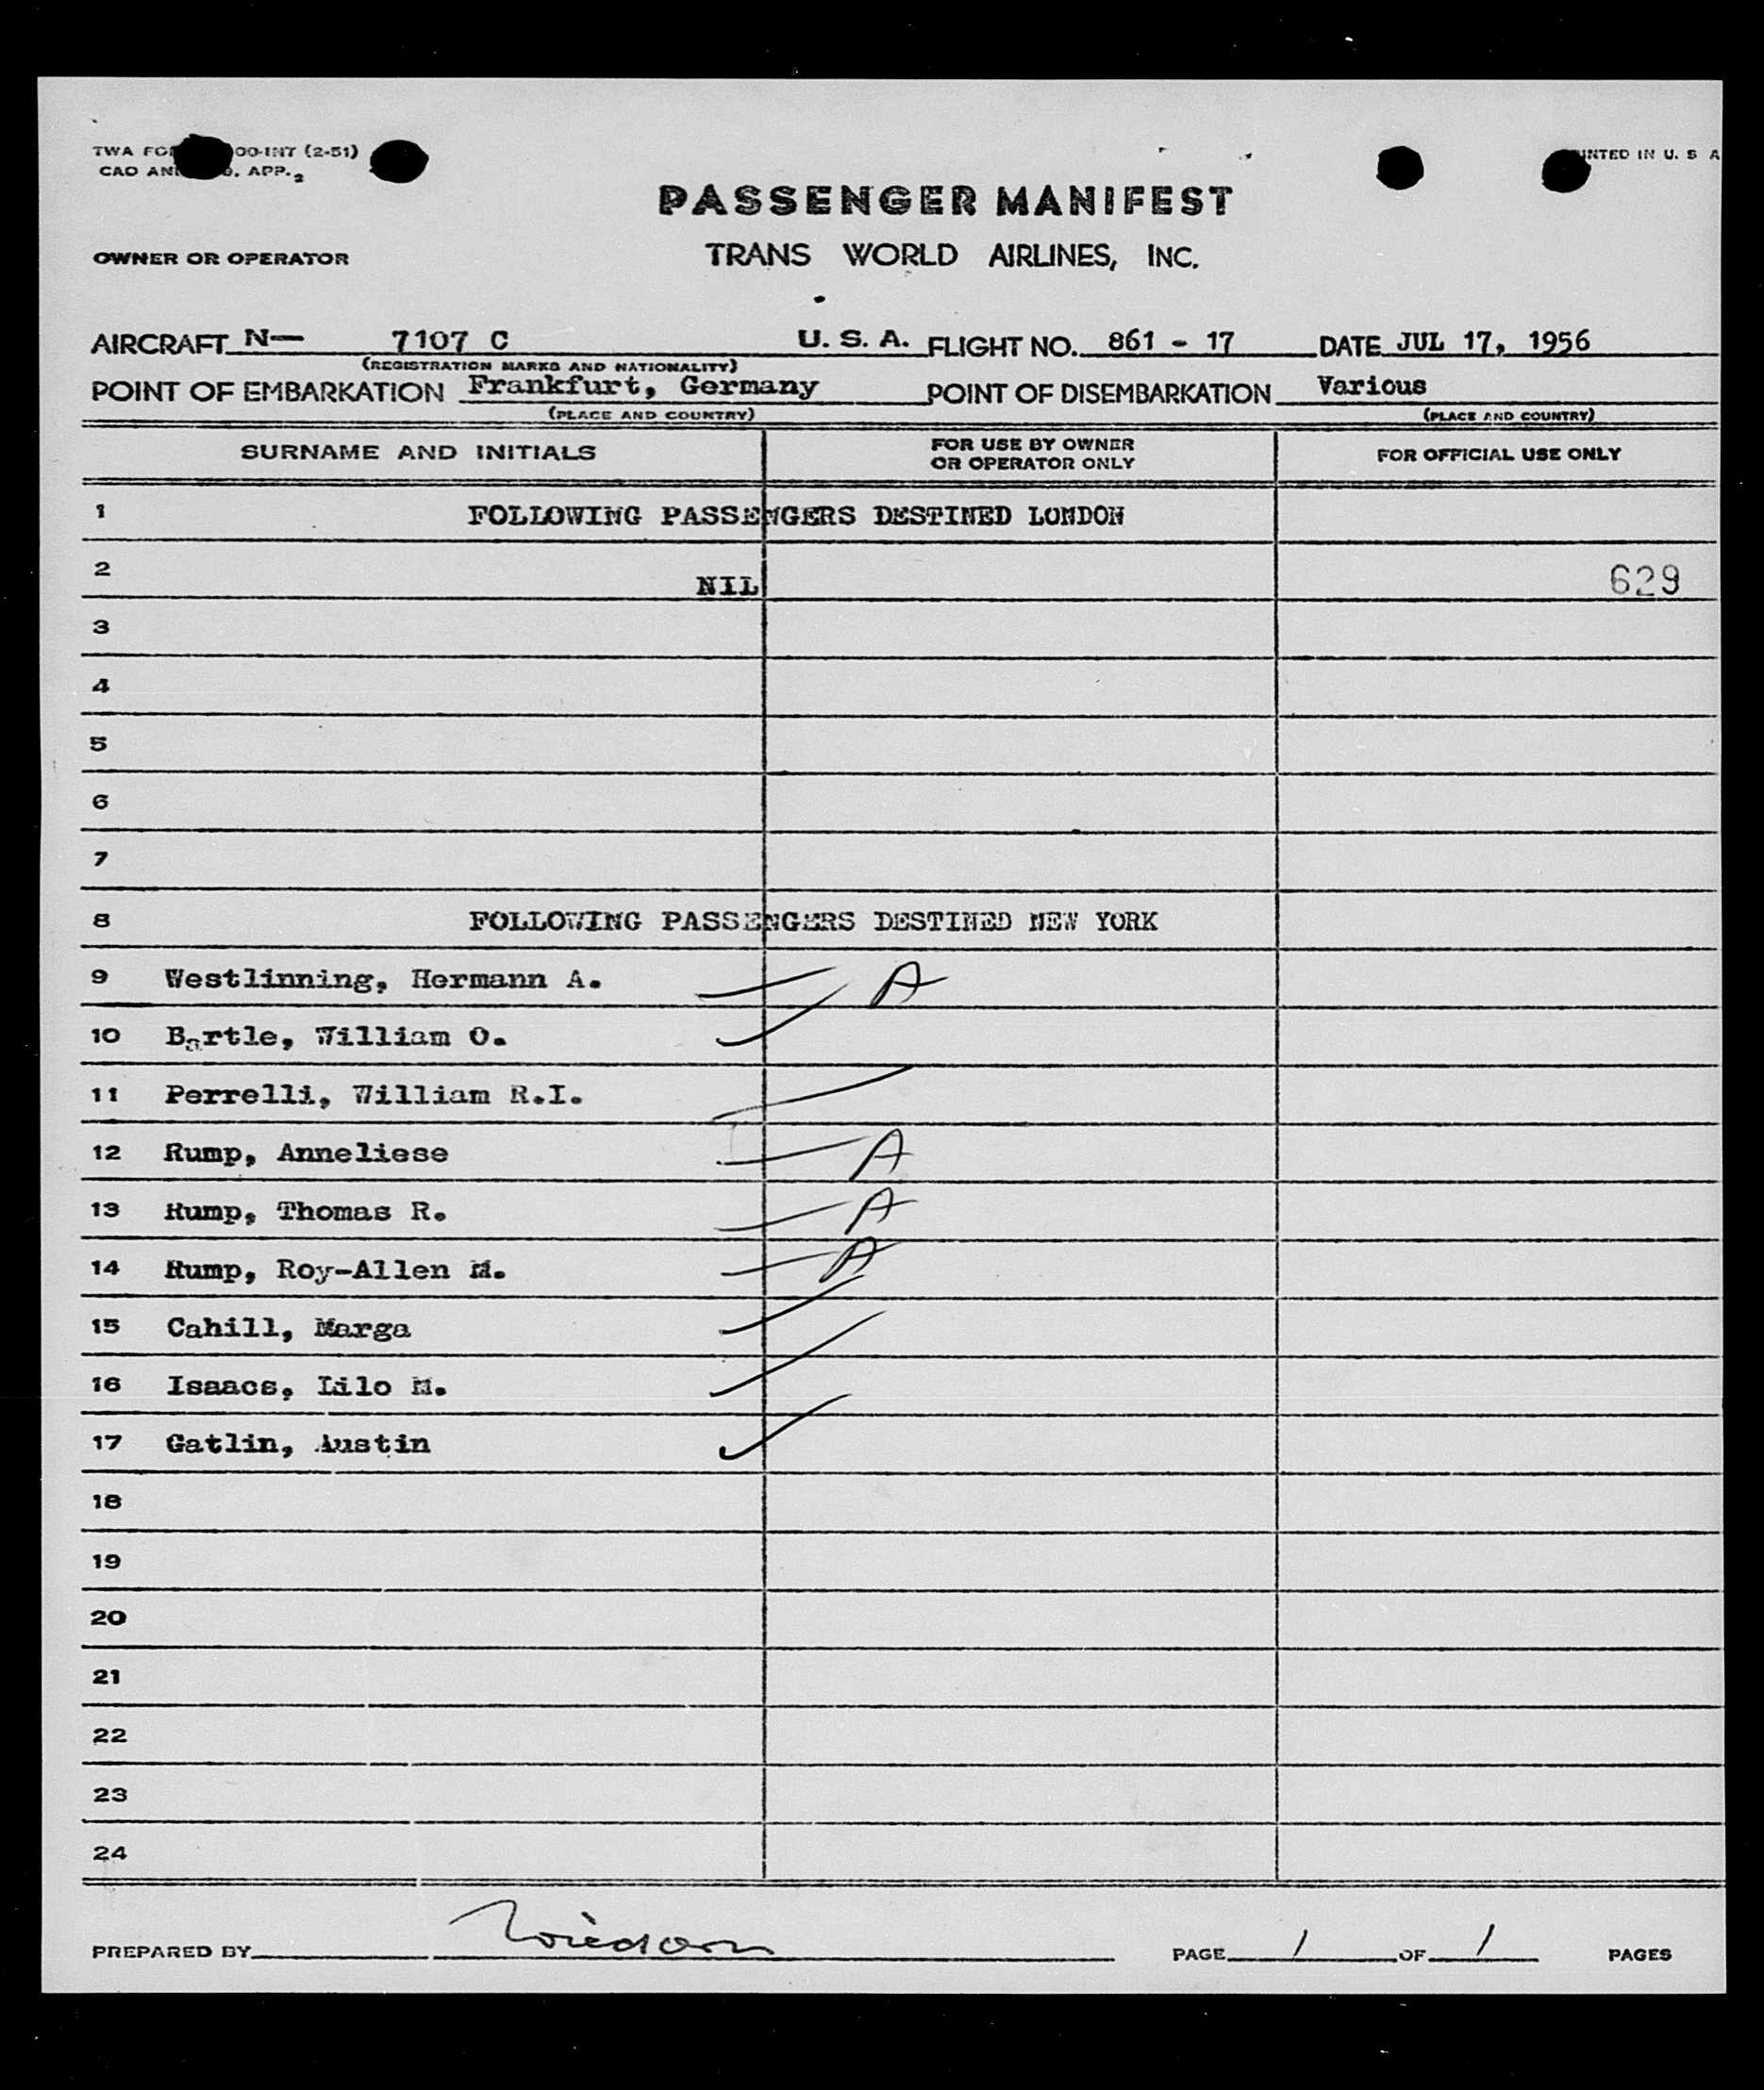 TWA FO 00-INT (2-51)
CAO AN . APP. 2
INTED IN U. S A
PASSENGER MANIFEST
OWNER OR OPERATOR TRANS WORLD AIRLINES, INC.
AIRCRAFT N— 7107 C U. S. A. FLIGHT NO. 861 - 17 DATE JUL 17, 1956
(REGISTRATION MARKS AND NATIONALITY)
POINT OF EMBARKATION Frankfurt, Germany POINT OF DISEMBARKATION Various
(PLACE AND COUNTRY) (PLACE AND COUNTRY)
SURNAME AND INITIALS FOR USE BY OWNER OR OPERATOR ONLY FOR OFFICIAL USE ONLY
1 FOLLOWING PASSENGERS DESTINED LONDON
2 NIL 629
3
4
5
6
7
8 FOLLOWING PASSENGERS DESTINED NEW YORK
9 Westlinning, Hermann A. A
10 Bartle, William O.
11 Perrelli, William R.I.
12 Rump, Anneliese A
13 Rump, Thomas R. A
14 Rump, Roy-Allen M. A
15 Cahill, Marga
16 Isaacs, Lilo M.
17 Gatlin, Austin
18
19
20
21
22
23
24
PREPARED BY PAGE 1 OF 1 PAGES